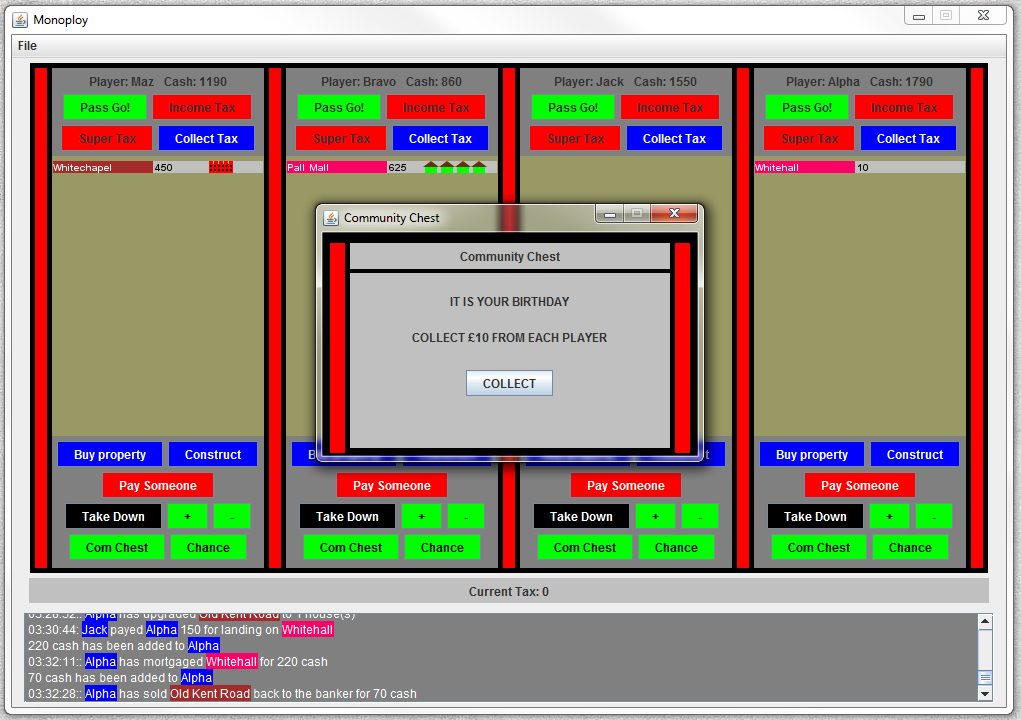 Monoploy
File
Player: Maz Cash: 1190 Player: Bravo Cash: 860 Player: Jack Cash: 1550 Player: Alpha Cash: 1790
Pass Go! Income Tax Pass Go! Income Tax Pass Go! Income Tax Pass Go! Income Tax
Super Tax Collect Tax Super Tax Collect Tax Super Tax Collect Tax Super Tax Collect Tax
Whitechapel 450 Pall Mall 625 Whitehall 10
Community Chest
Community Chest
IT IS YOUR BIRTHDAY
COLLECT £10 FROM EACH PLAYER
COLLECT
Buy property Construct B t Buy property Construct
Pay Someone Pay Someone Pay Someone Pay Someone
Take Down + - Take Down + - Take Down + - Take Down + -
Com Chest Chance Com Chest Chance Com Chest Chance Com Chest Chance
Current Tax: 0
03:28:52:: Alpha has upgraded Old Kent Road to 1 house(s)
03:30:44: Jack payed Alpha 150 for landing on Whitehall
220 cash has been added to Alpha
03:32:11:: Alpha has mortgaged Whitehall for 220 cash
70 cash has been added to Alpha
03:32:28:: Alpha has sold Old Kent Road back to the banker for 70 cash